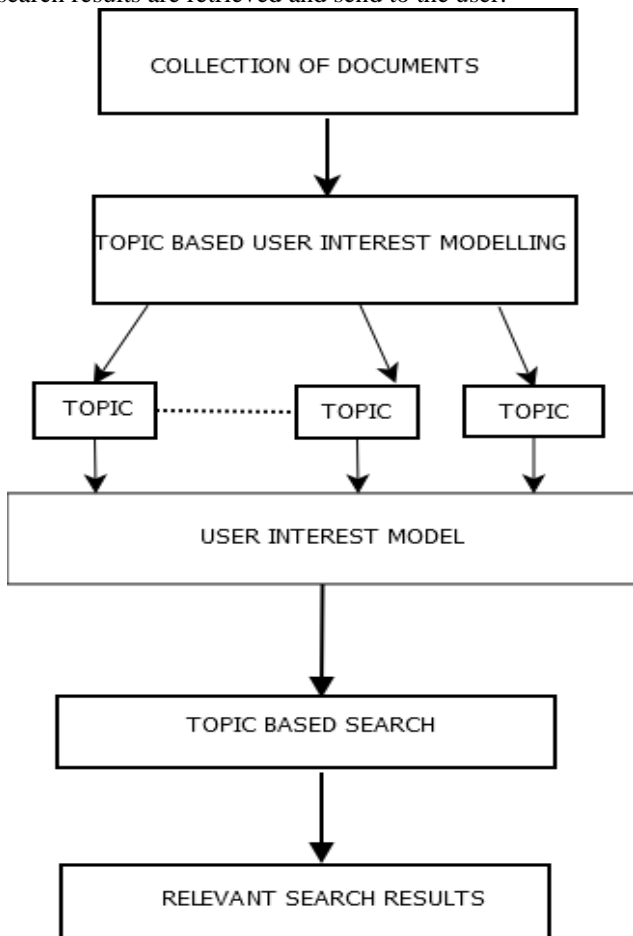 search results are retrieved and send to the user.
COLLECTION OF DOCUMENTS
TOPIC BASED USER INTEREST MODELLING
TOPIC
TOPIC
TOPIC
USER INTEREST MODEL
TOPIC BASED SEARCH
RELEVANT SEARCH RESULTS